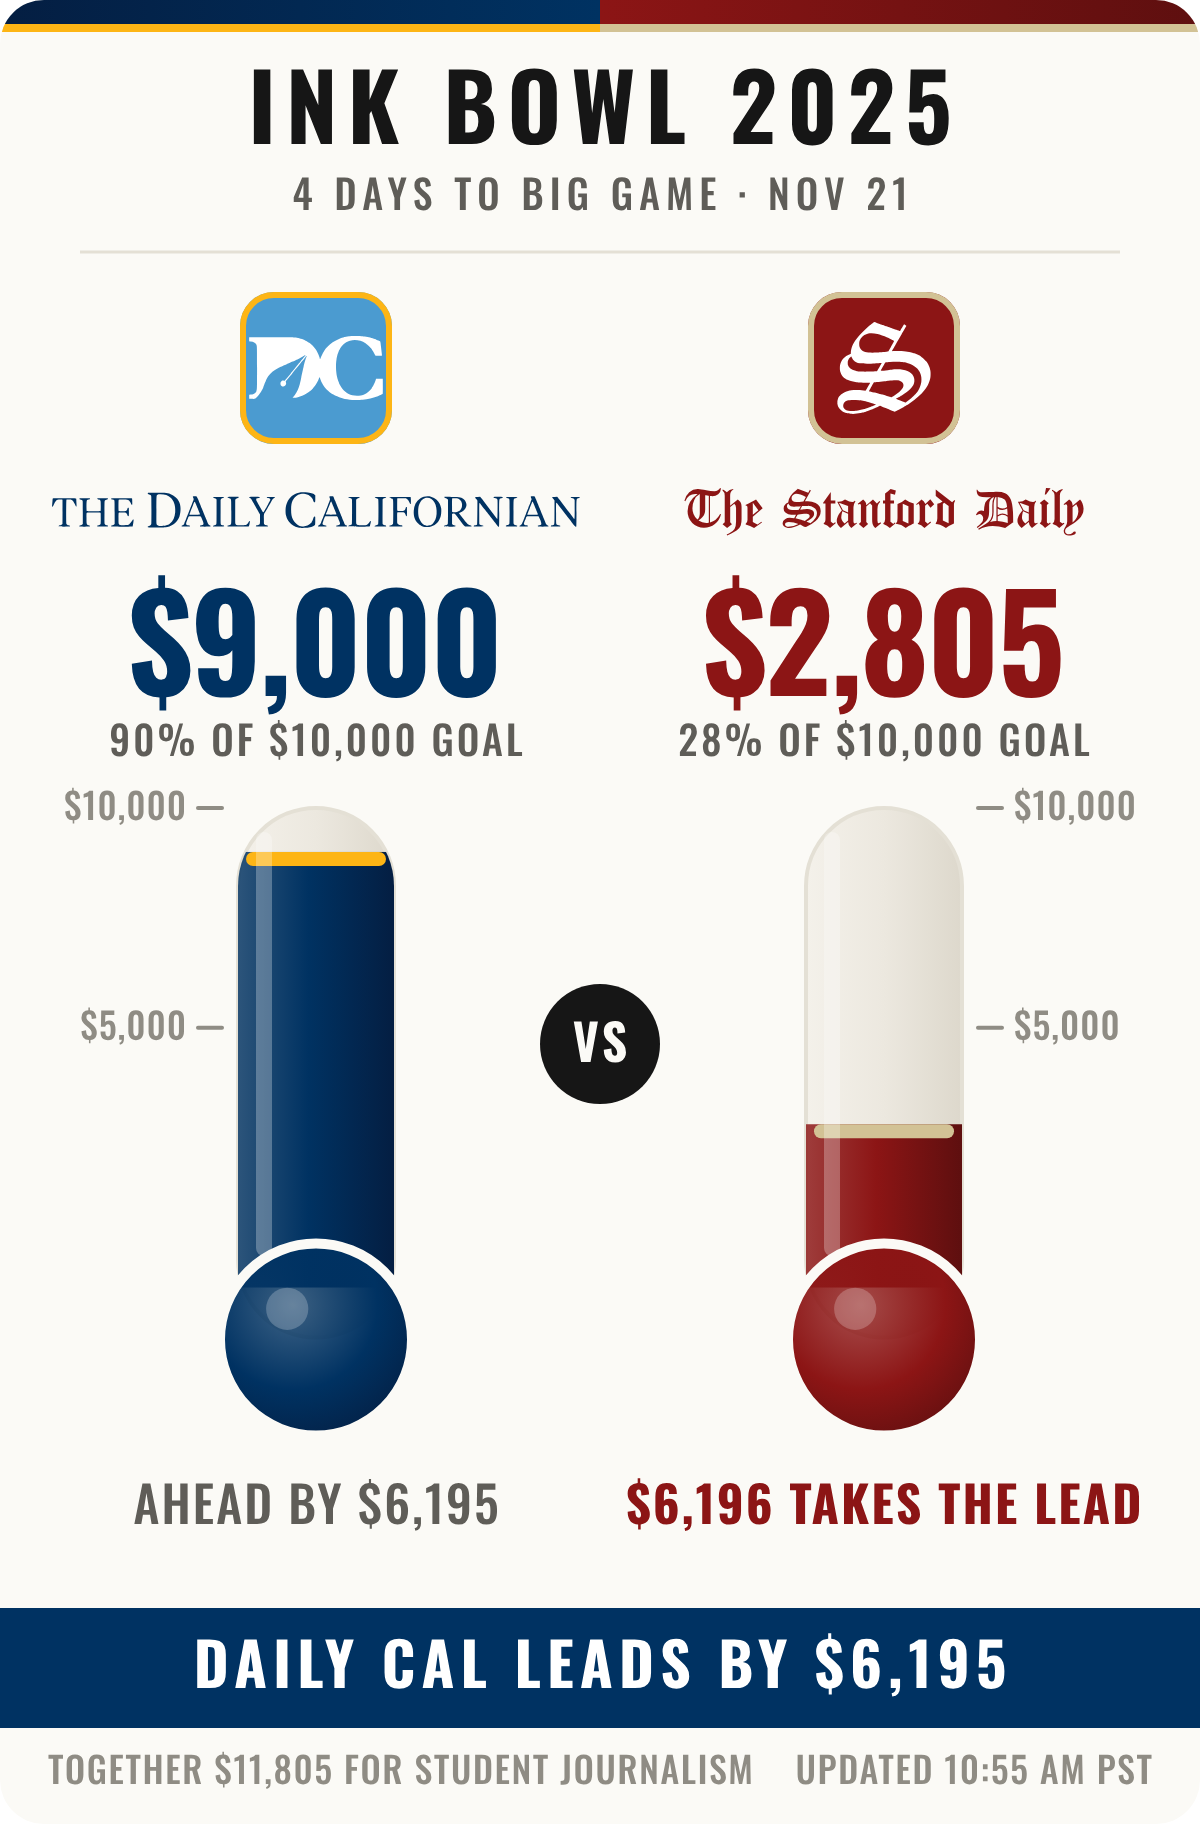 INK BOWL 2025
4 DAYS TO BIG GAME · NOV 21
DC
S
THE DAILY CALIFORNIAN
The Stanford Daily
$9,000
$2,805
90% OF $10,000 GOAL
28% OF $10,000 GOAL
$10,000
$10,000
$5,000
VS
$5,000
AHEAD BY $6,195
$6,196 TAKES THE LEAD
DAILY CAL LEADS BY $6,195
TOGETHER $11,805 FOR STUDENT JOURNALISM
UPDATED 10:55 AM PST